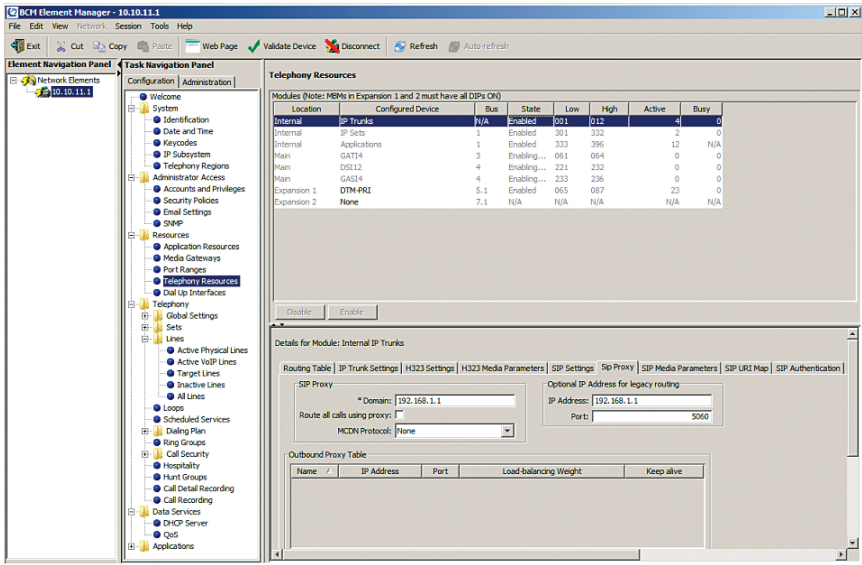 BCM Element Manager - 10.10.11.1
File Edit View Network Session Tools Help
Exit Cut Copy Paste Web Page Validate Device Disconnect Refresh Auto-refresh
Element Navigation Panel
Network Elements
10.10.11.1
Task Navigation Panel
Configuration Administration
Welcome
System
Identification
Date and Time
Keycodes
IP Subsystem
Telephony Regions
Administrator Access
Accounts and Privileges
Security Policies
Email Settings
SNMP
Resources
Application Resources
Media Gateways
Port Ranges
Telephony Resources
Dial Up Interfaces
Telephony
Global Settings
Sets
Lines
Active Physical Lines
Active VoIP Lines
Target Lines
Inactive Lines
All Lines
Loops
Scheduled Services
Dialing Plan
Ring Groups
Call Security
Hospitality
Hunt Groups
Call Detail Recording
Call Recording
Data Services
DHCP Server
QoS
Applications
Telephony Resources
Modules (Note: MBMs in Expansion 1 and 2 must have all DIPs ON)
Location Configured Device Bus State Low High Active Busy
Internal IP Trunks N/A Enabled 001 012 4 0
Internal IP Sets 1 Enabled 301 332 2 0
Internal Applications 1 Enabled 333 396 12 N/A
Main GATI4 3 Enabling... 061 064 0 0
Main DSI12 4 Enabling... 221 232 0 0
Main GASI4 4 Enabling... 233 236 0 0
Expansion 1 DTM-PRI 5.1 Enabled 065 087 23 0
Expansion 2 None 7.1 N/A N/A N/A N/A N/A
Disable Enable
Details for Module: Internal IP Trunks
Routing Table IP Trunk Settings H323 Settings H323 Media Parameters SIP Settings Sip Proxy SIP Media Parameters SIP URI Map SIP Authentication
SIP Proxy
* Domain: 192.168.1.1
Route all calls using proxy:
MCDN Protocol: None
Optional IP Address for legacy routing
IP Address: 192.168.1.1
Port: 5060
Outbound Proxy Table
Name IP Address Port Load-balancing Weight Keep alive